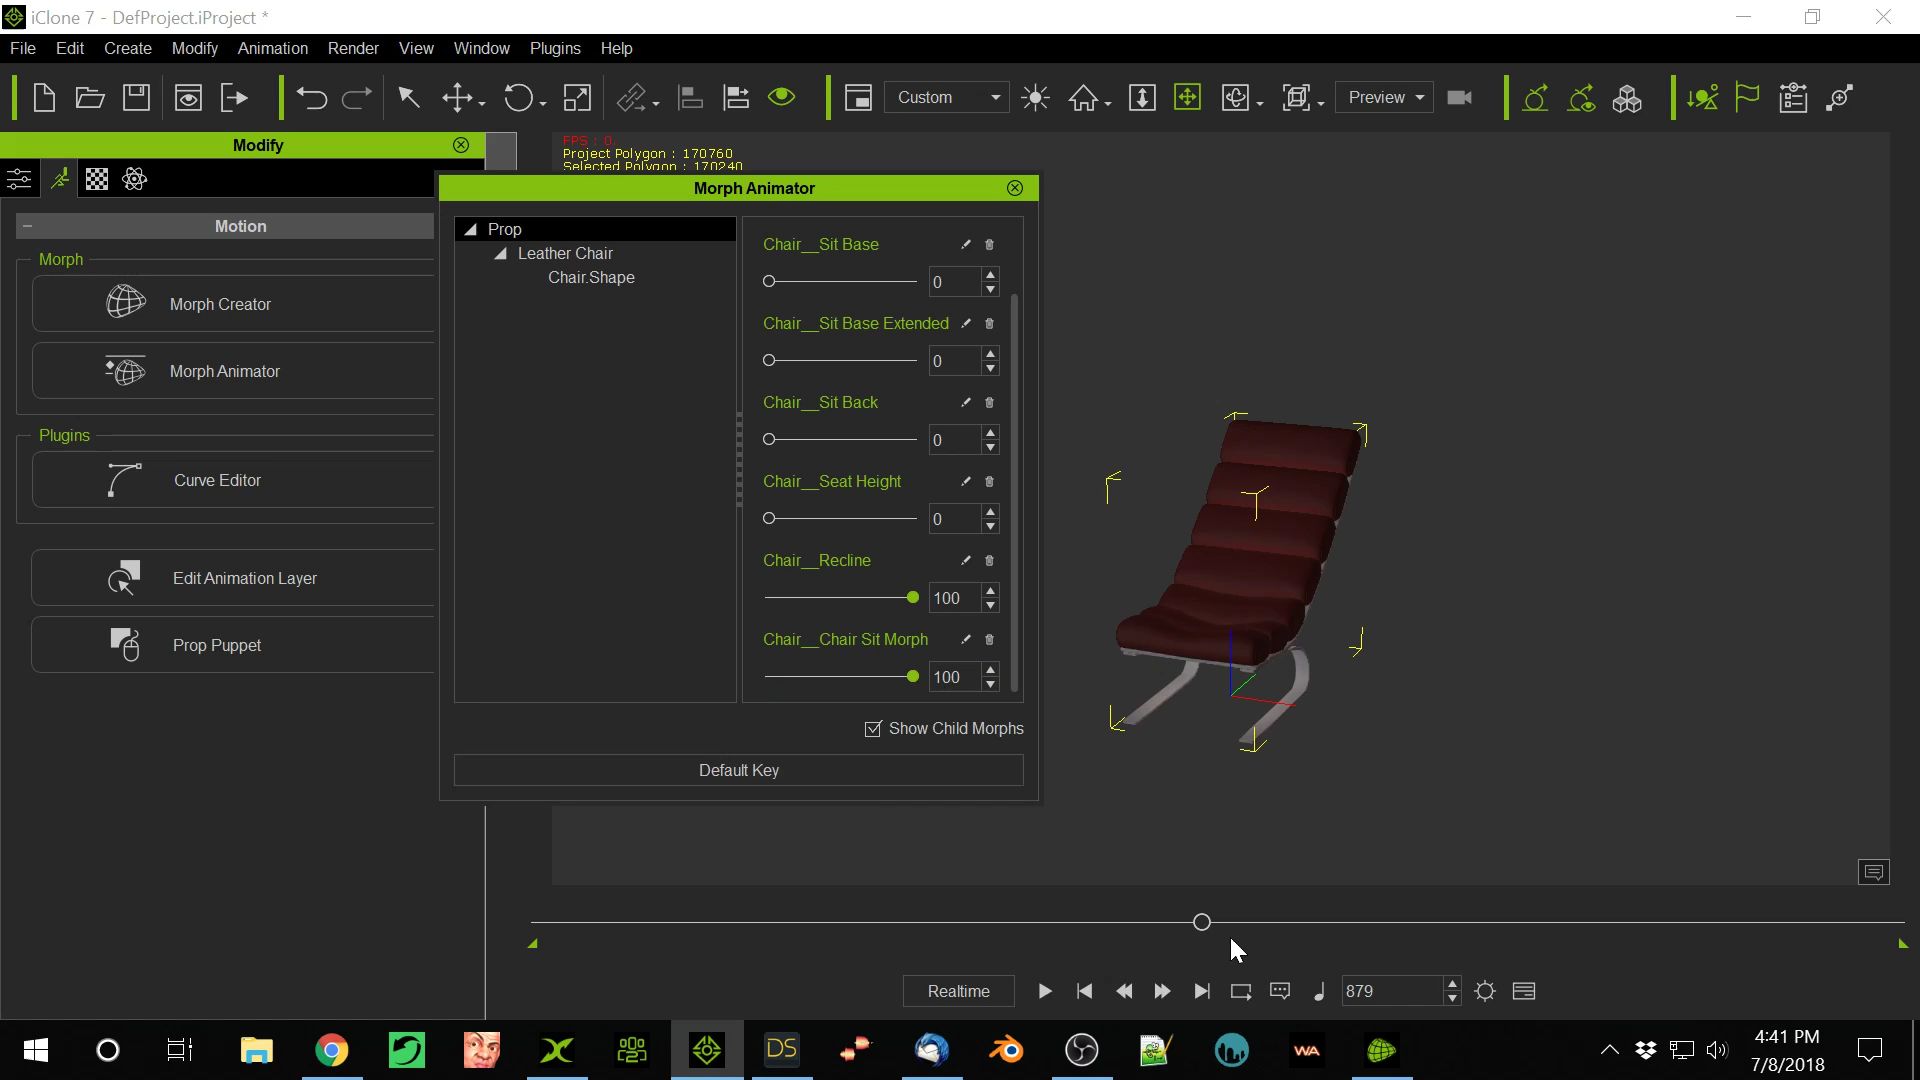 iClone 7 - DefProject.iProject *
File Edit Create Modify Animation Render View Window Plugins Help
Custom
Preview
Modify
FPS : 0
Project Polygon : 170760
Selected Polygon : 170240
Motion
Morph
Morph Creator
Morph Animator
Plugins
Curve Editor
Edit Animation Layer
Prop Puppet
Morph Animator
Prop
Leather Chair
Chair.Shape
Chair__Sit Base
0
Chair__Sit Base Extended
0
Chair__Sit Back
0
Chair__Seat Height
0
Chair__Recline
100
Chair__Chair Sit Morph
100
Show Child Morphs
Default Key
Realtime
879
DS
WA
4:41 PM
7/8/2018